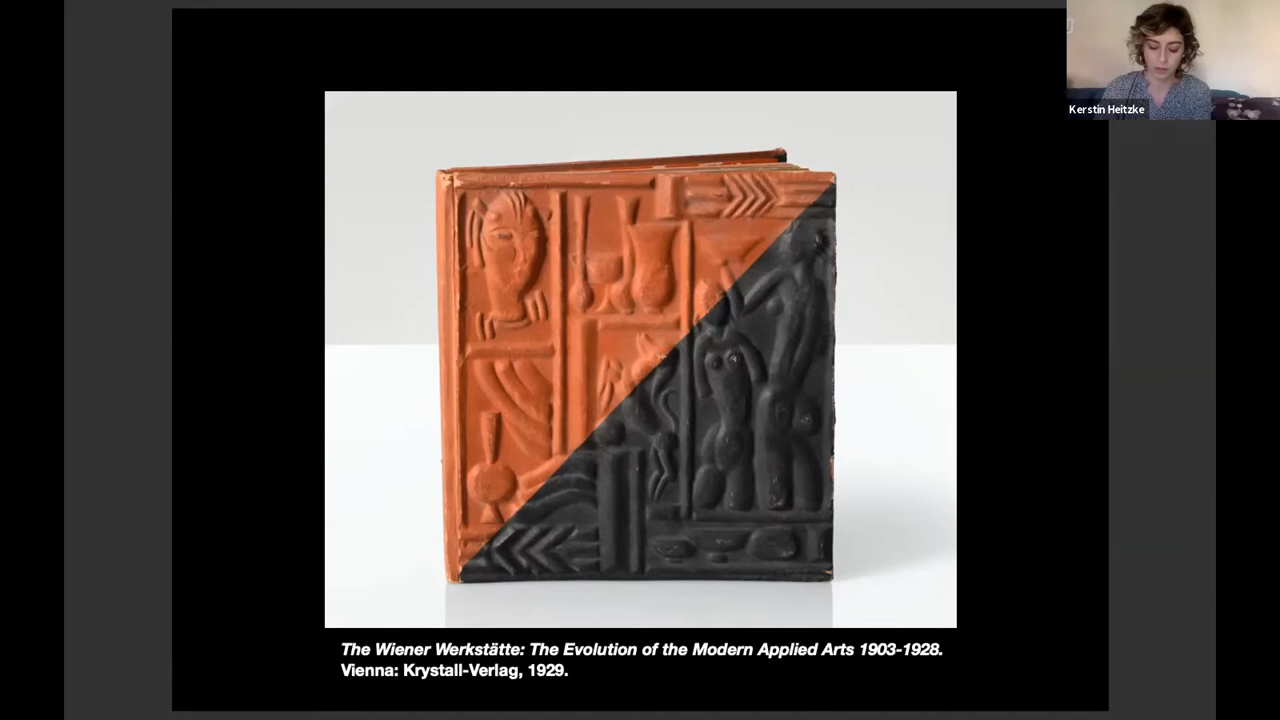 Kerstin Heitzke
The Wiener Werkstätte: The Evolution of the Modern Applied Arts 1903-1928.
Vienna: Krystall-Verlag, 1929.